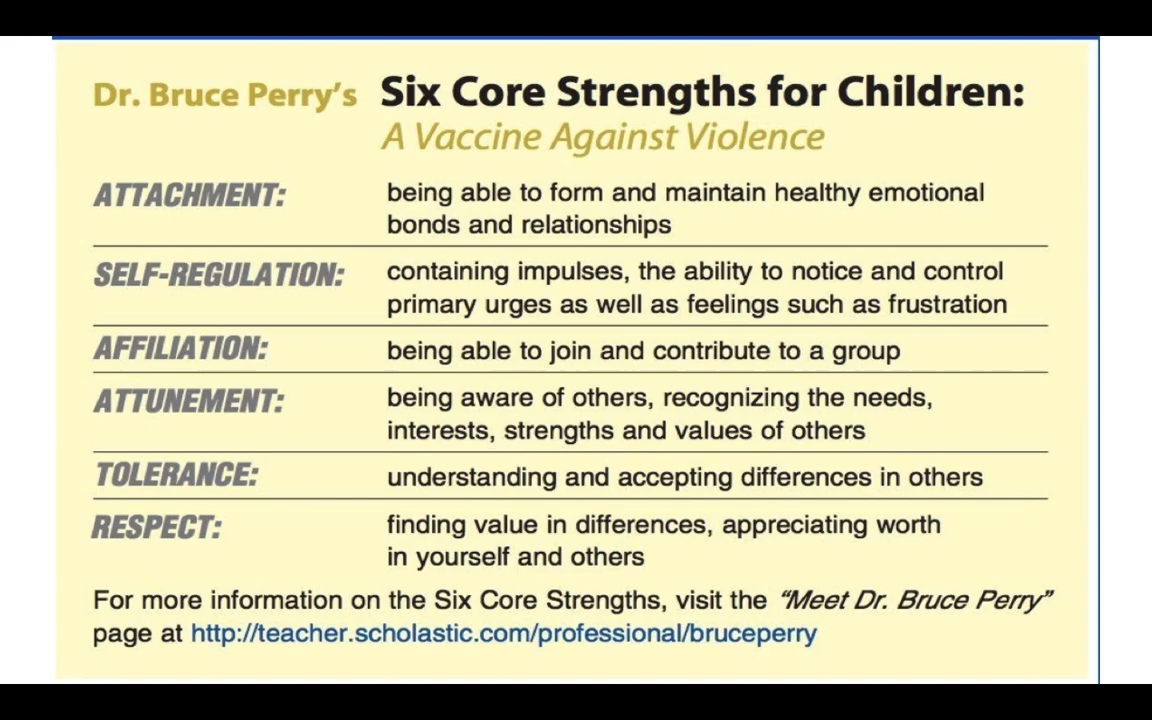 Dr. Bruce Perry's Six Core Strengths for Children:
A Vaccine Against Violence
ATTACHMENT: being able to form and maintain healthy emotional
bonds and relationships
SELF-REGULATION: containing impulses, the ability to notice and control
primary urges as well as feelings such as frustration
AFFILIATION: being able to join and contribute to a group
ATTUNEMENT: being aware of others, recognizing the needs,
interests, strengths and values of others
TOLERANCE: understanding and accepting differences in others
RESPECT: finding value in differences, appreciating worth
in yourself and others
For more information on the Six Core Strengths, visit the "Meet Dr. Bruce Perry"
page at http://teacher.scholastic.com/professional/bruceperry